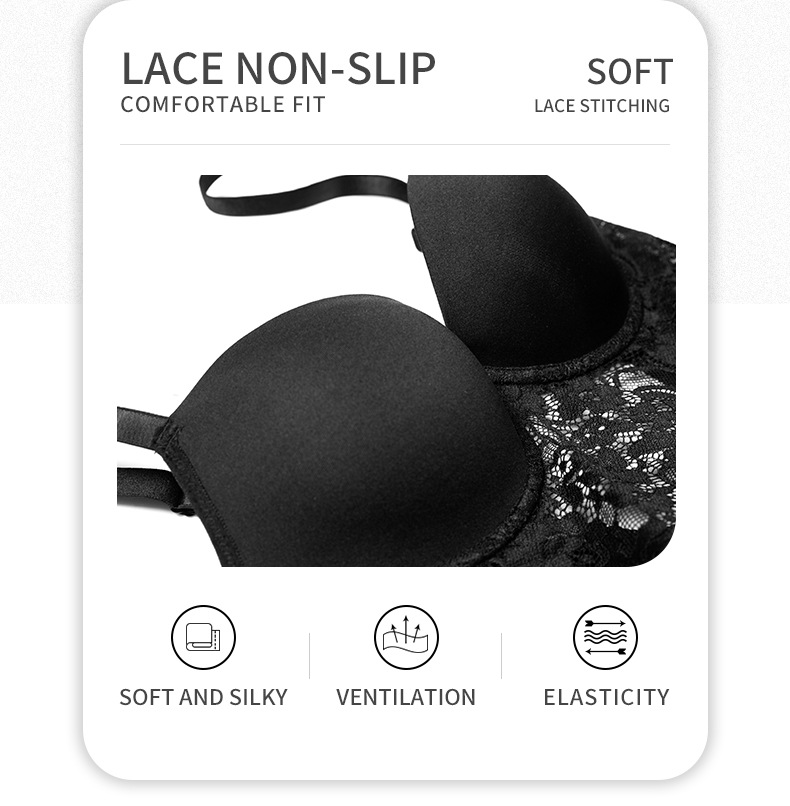 LACE NON-SLIP
COMFORTABLE FIT
SOFT
LACE STITCHING
SOFT AND SILKY
VENTILATION
ELASTICITY